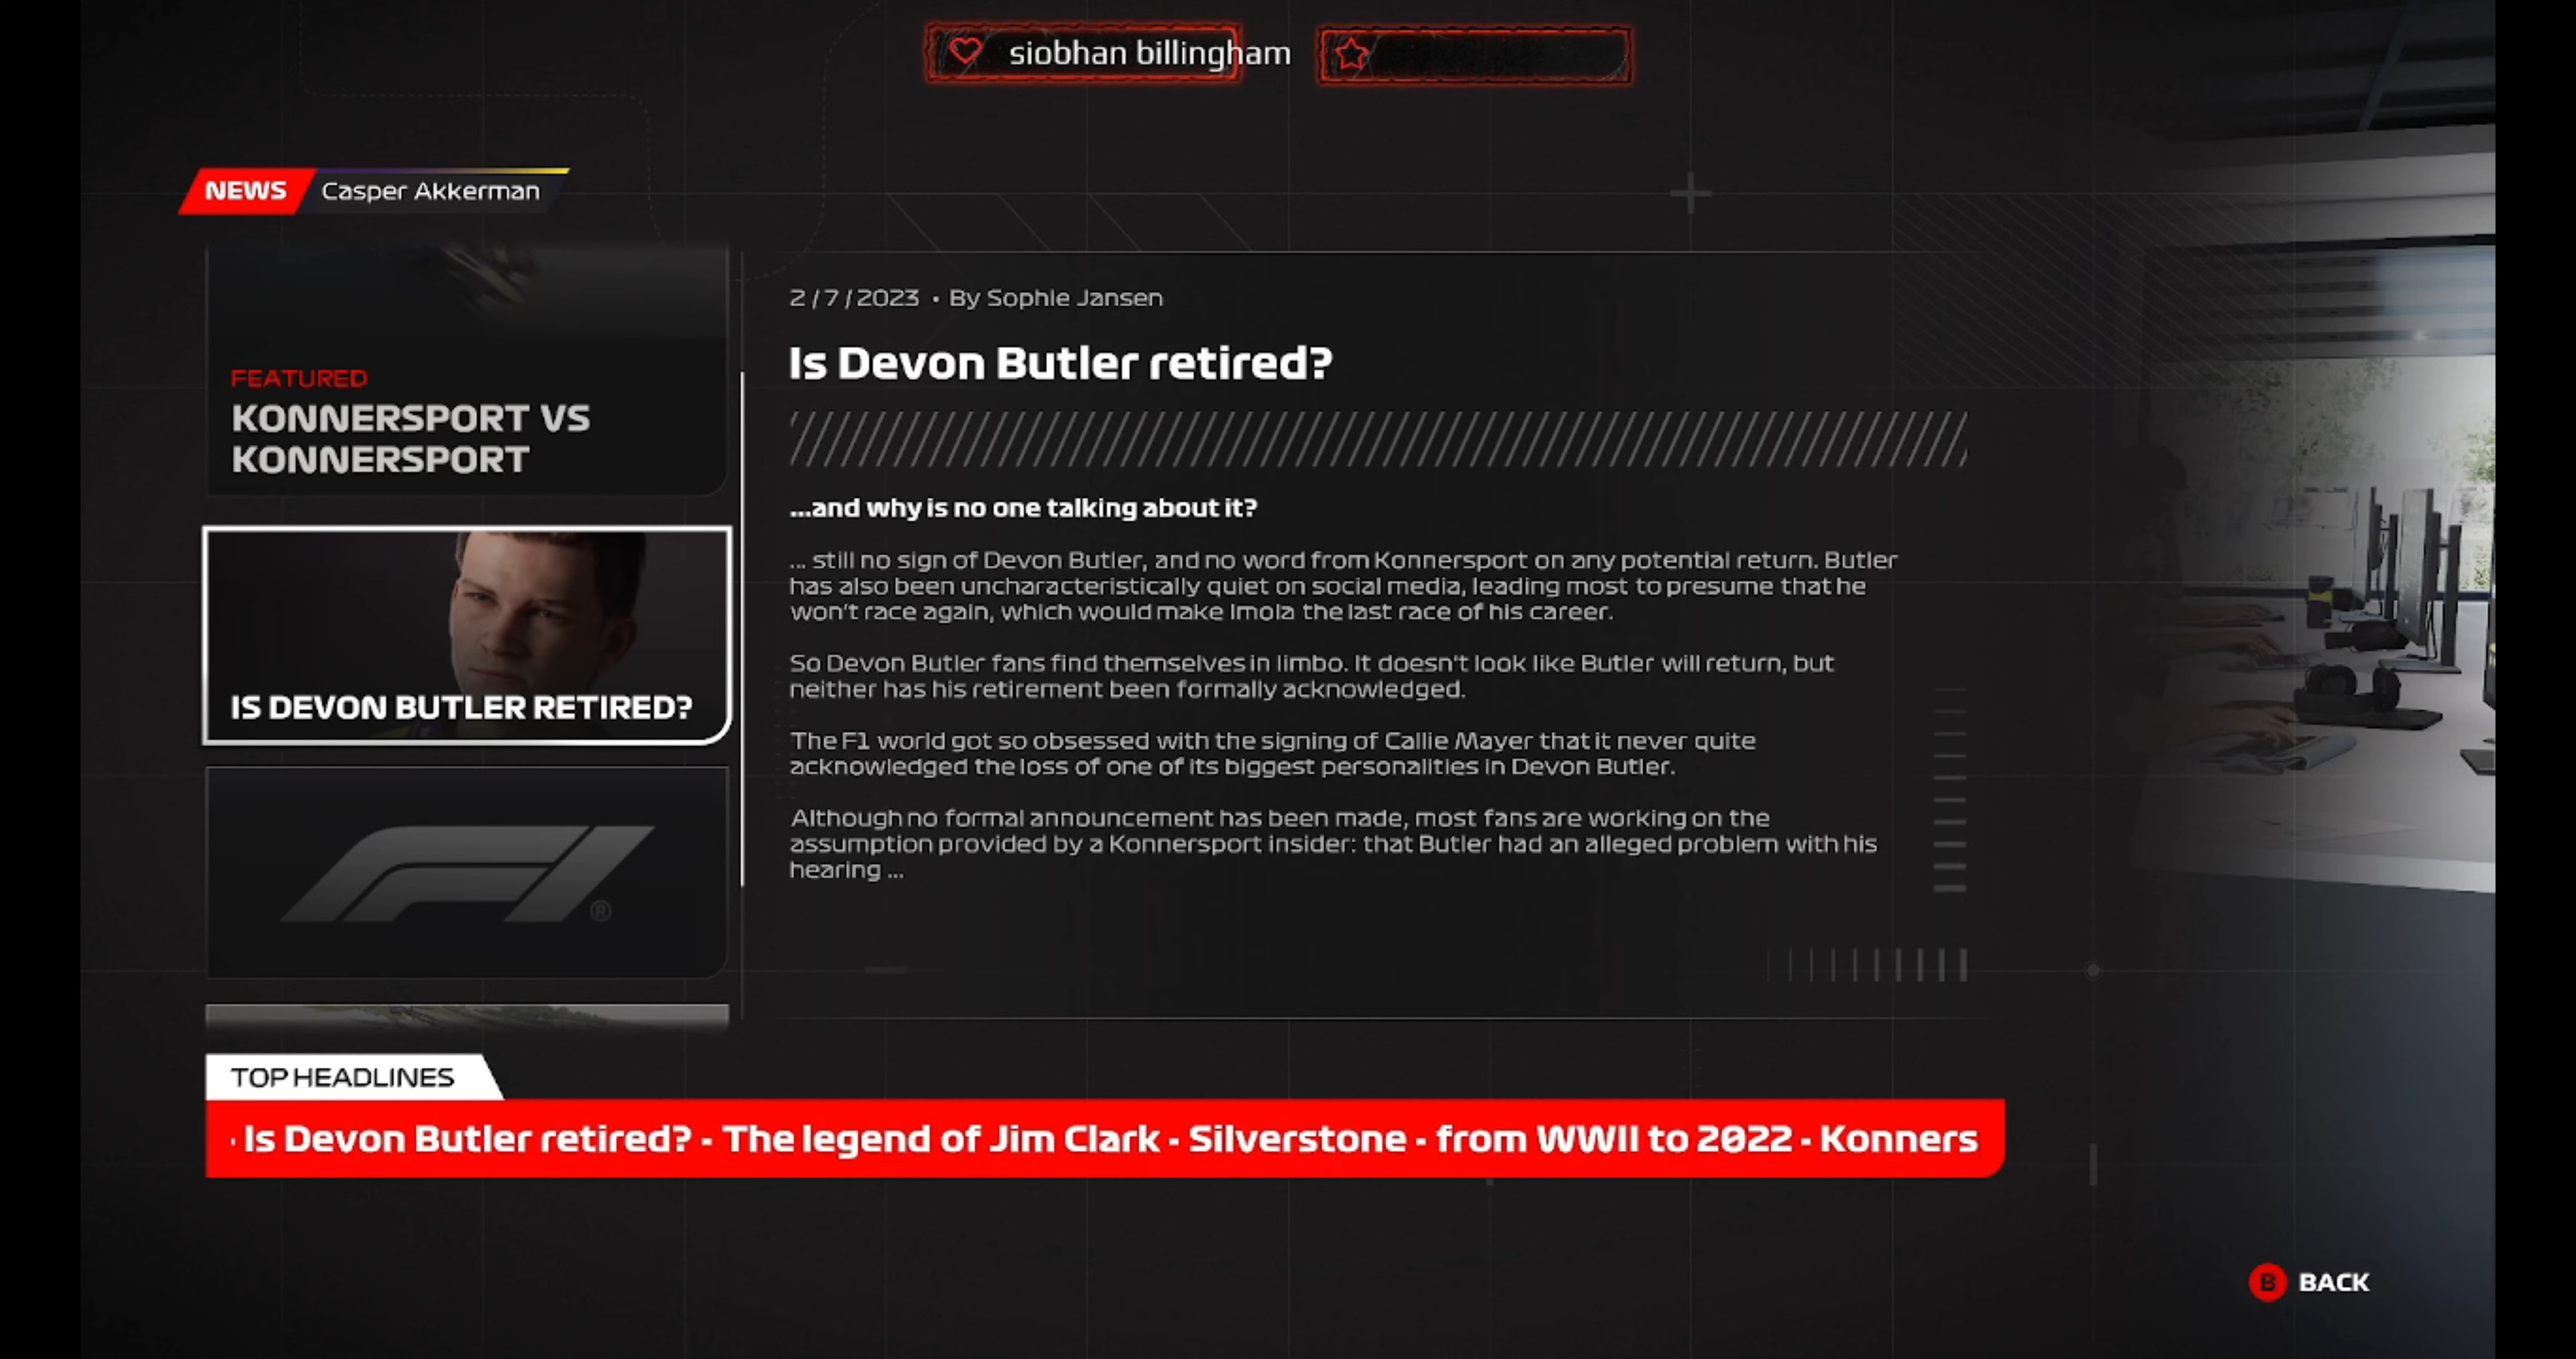 siobhan billingham
NEWS Casper Akkerman
FEATURED
KONNERSPORT VS
KONNERSPORT
IS DEVON BUTLER RETIRED?
F1®
2/7/2023 • By Sophie Jansen
Is Devon Butler retired?
...and why is no one talking about it?
... still no sign of Devon Butler, and no word from Konnersport on any potential return. Butler
has also been uncharacteristically quiet on social media, leading most to presume that he
won't race again, which would make Imola the last race of his career.
So Devon Butler fans find themselves in limbo. It doesn't look like Butler will return, but
neither has his retirement been formally acknowledged.
The F1 world got so obsessed with the signing of Callie Mayer that it never quite
acknowledged the loss of one of its biggest personalities in Devon Butler.
Although no formal announcement has been made, most fans are working on the
assumption provided by a Konnersport insider: that Butler had an alleged problem with his
hearing ...
TOP HEADLINES
- Is Devon Butler retired? - The legend of Jim Clark - Silverstone - from WWII to 2022 - Konners
B BACK